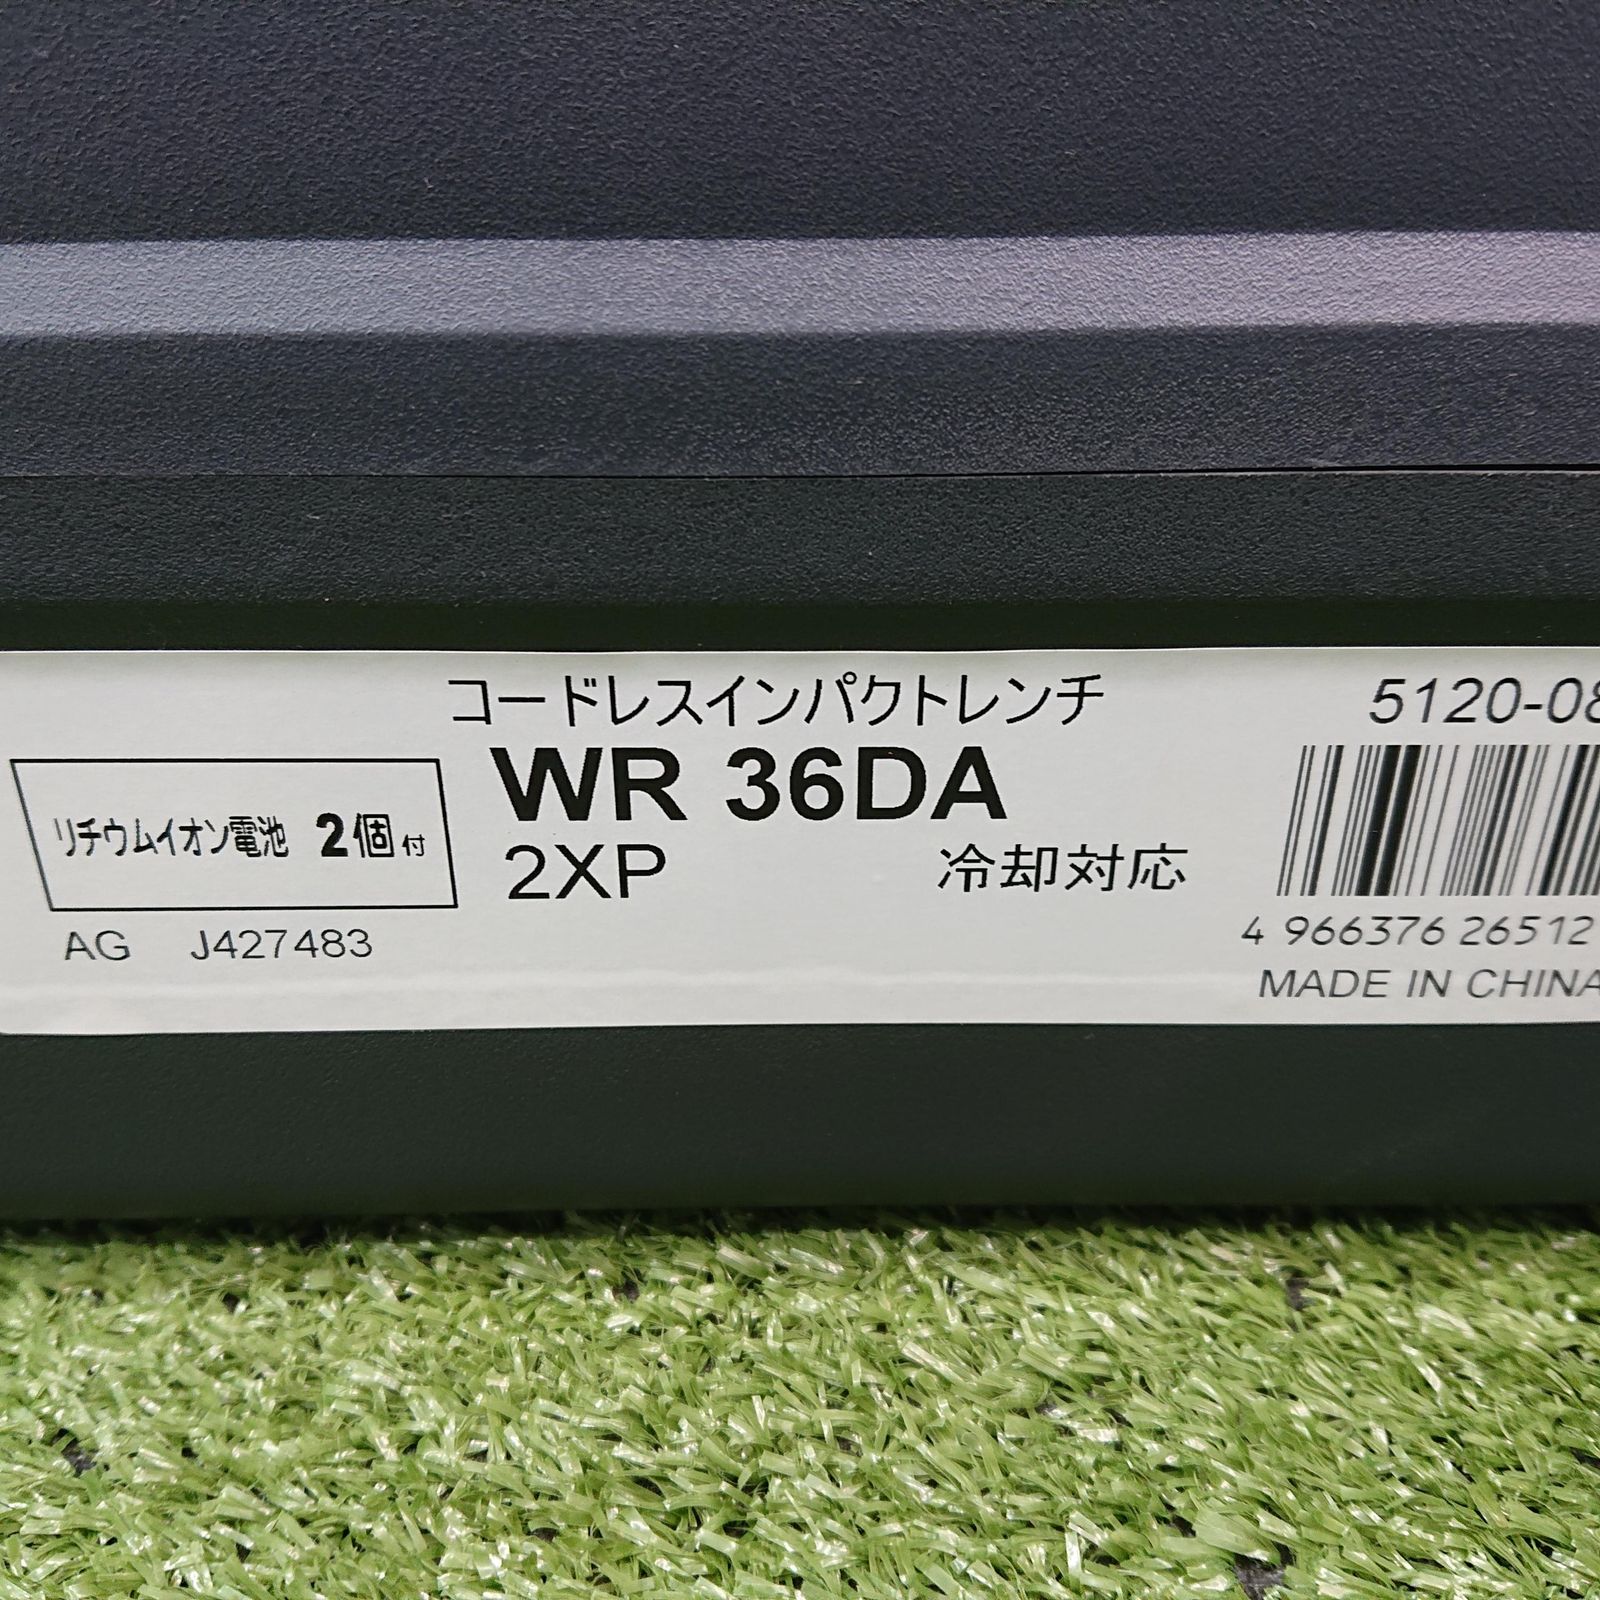 コードレスインパクトレンチ
WR 36DA
2XP 冷却対応
リチウムイオン電池 2個付
AG J427483
5120-08
4 966376 26512
MADE IN CHINA